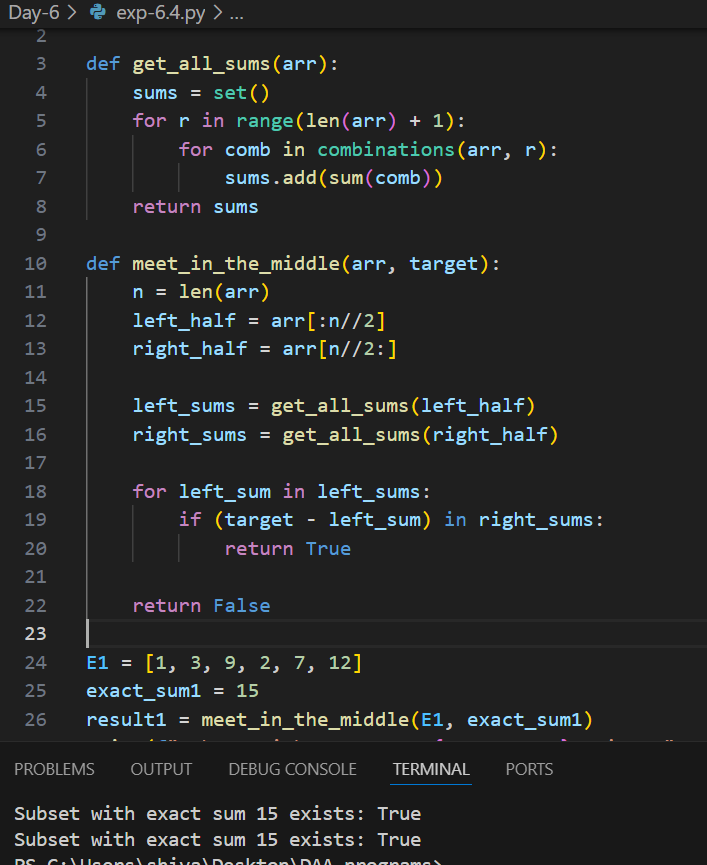 Day-6 > exp-6.4.py > ...
2
3 def get_all_sums(arr):
4     sums = set()
5     for r in range(len(arr) + 1):
6         for comb in combinations(arr, r):
7             sums.add(sum(comb))
8     return sums
9
10 def meet_in_the_middle(arr, target):
11     n = len(arr)
12     left_half = arr[:n//2]
13     right_half = arr[n//2:]
14
15     left_sums = get_all_sums(left_half)
16     right_sums = get_all_sums(right_half)
17
18     for left_sum in left_sums:
19         if (target - left_sum) in right_sums:
20             return True
21
22     return False
23
24 E1 = [1, 3, 9, 2, 7, 12]
25 exact_sum1 = 15
26 result1 = meet_in_the_middle(E1, exact_sum1)
PROBLEMS OUTPUT DEBUG CONSOLE TERMINAL PORTS
Subset with exact sum 15 exists: True
Subset with exact sum 15 exists: True
PS C:\Users\shiva\Desktop\DAA programs>